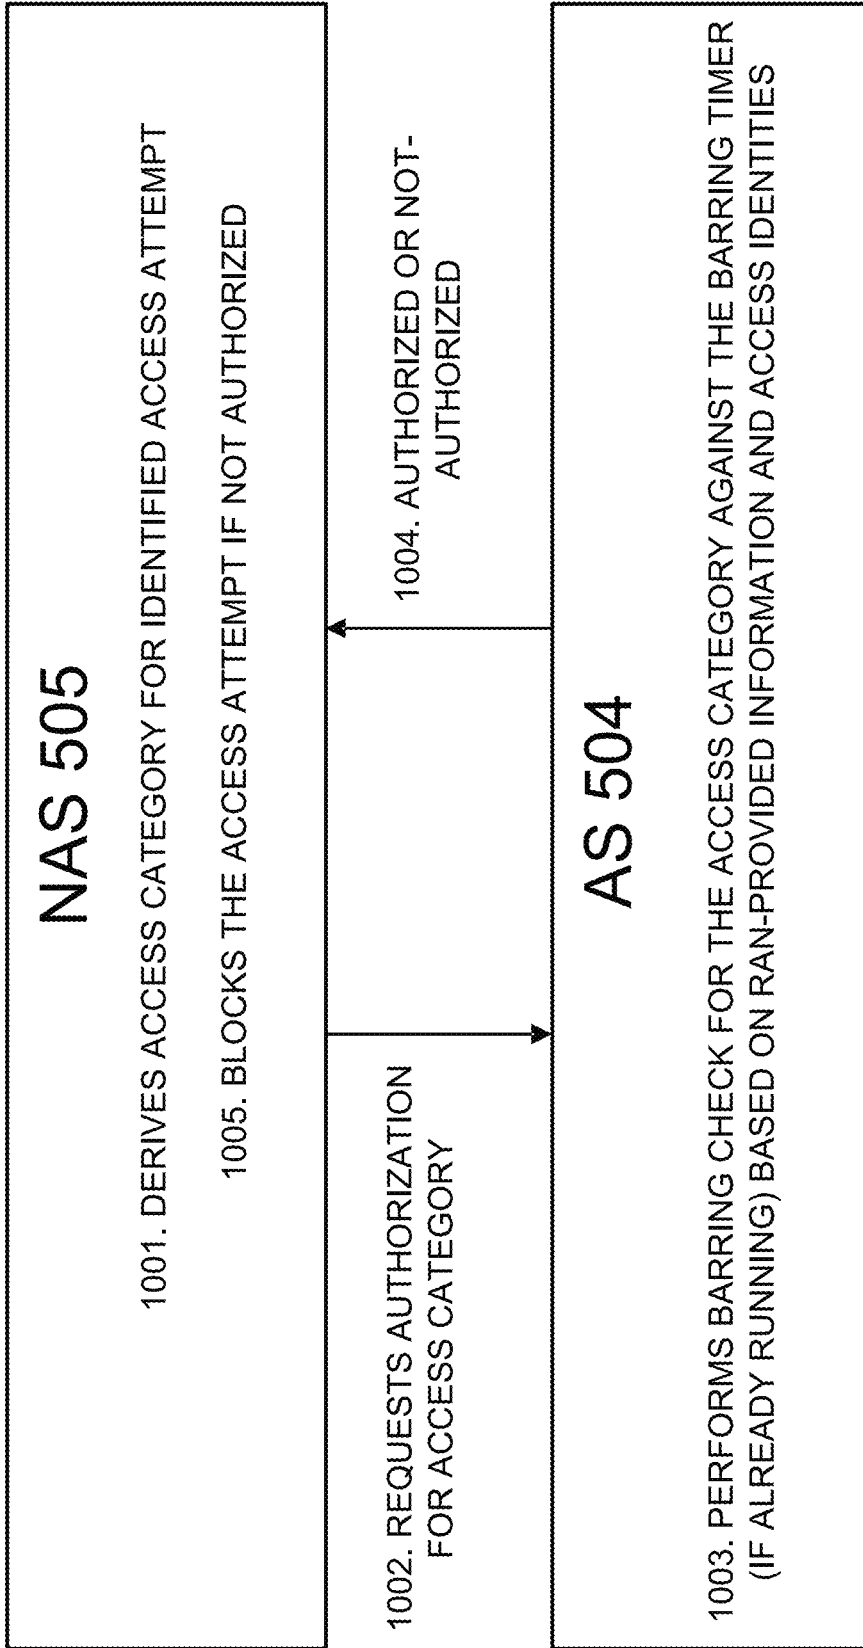 NAS 505
1001. DERIVES ACCESS CATEGORY FOR IDENTIFIED ACCESS ATTEMPT
1005. BLOCKS THE ACCESS ATTEMPT IF NOT AUTHORIZED
1002. REQUESTS AUTHORIZATION
FOR ACCESS CATEGORY
1004. AUTHORIZED OR NOT-
AUTHORIZED
AS 504
1003. PERFORMS BARRING CHECK FOR THE ACCESS CATEGORY AGAINST THE BARRING TIMER
(IF ALREADY RUNNING) BASED ON RAN-PROVIDED INFORMATION AND ACCESS IDENTITIES